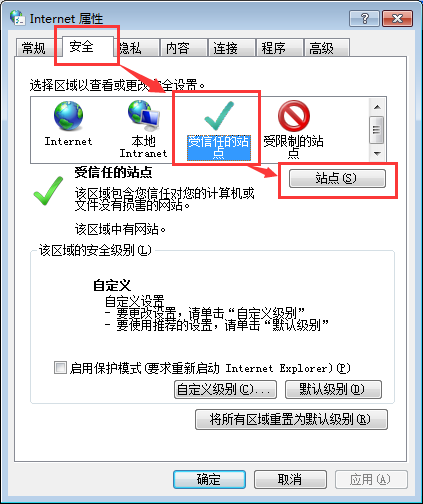 Internet 属性
常规 安全 隐私 内容 连接 程序 高级
选择区域以查看或更改安全设置。
Internet
本地 Intranet
受信任的站点
受限制的站点
受信任的站点
站点(S)
该区域包含您信任对您的计算机或
文件没有损害的网站。
该区域中有网站。
该区域的安全级别(L)
自定义
自定义设置
- 要更改设置，请单击“自定义级别”
- 要使用推荐的设置，请单击“默认级别”
启用保护模式(要求重新启动 Internet Explorer)(P)
自定义级别(C)... 默认级别(D)
将所有区域重置为默认级别(R)
确定 取消 应用(A)